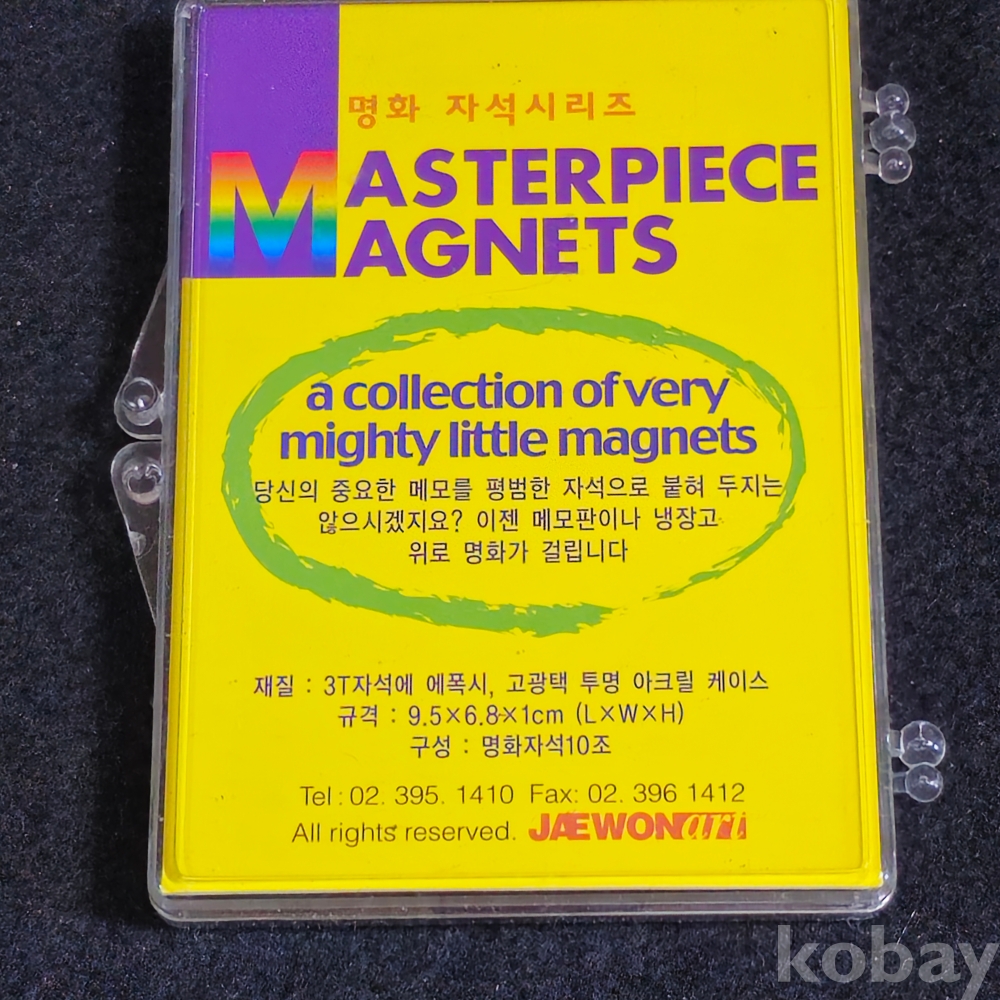 명화 자석시리즈
MASTERPIECE
MAGNETS
a collection of very
mighty little magnets
당신의 중요한 메모를 평범한 자석으로 붙혀 두지는
않으시겠지요? 이젠 메모판이나 냉장고
위로 명화가 걸립니다
재질 : 3T자석에 에폭시, 고광택 투명 아크릴 케이스
규격 : 9.5×6.8×1cm (L×W×H)
구성 : 명화자석10조
Tel : 02. 395. 1410 Fax: 02. 396 1412
All rights reserved. JAEWONart
kobay